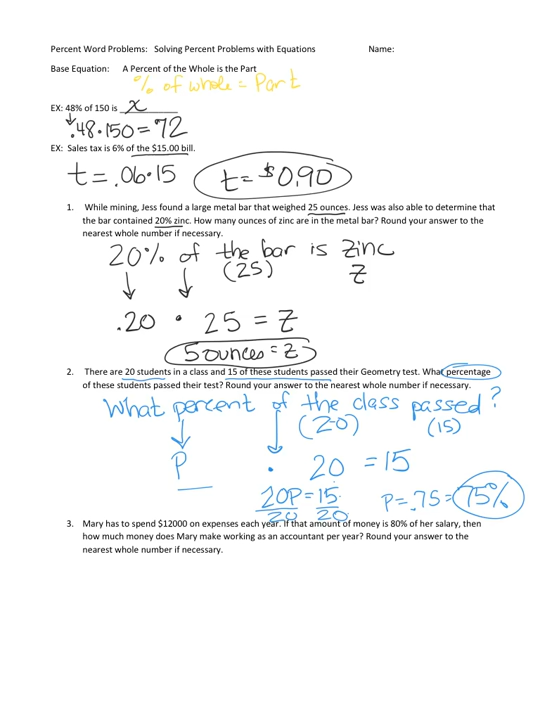 Percent Word Problems: Solving Percent Problems with Equations Name:
Base Equation: A Percent of the Whole is the Part
% of whole = Part
EX: 48% of 150 is x
.48·150=72
EX: Sales tax is 6% of the $15.00 bill.
t=.06·15 t=$0.90
1. While mining, Jess found a large metal bar that weighed 25 ounces. Jess was also able to determine that
the bar contained 20% zinc. How many ounces of zinc are in the metal bar? Round your answer to the
nearest whole number if necessary.
20% of the bar is zinc
(25) Z
.20 · 25 = Z
5 ounces = Z
2. There are 20 students in a class and 15 of these students passed their Geometry test. What percentage
of these students passed their test? Round your answer to the nearest whole number if necessary.
What percent of the class passed?
(20) (15)
P · 20 = 15
20P = 15 P=.75=75%
20 20
3. Mary has to spend $12000 on expenses each year. If that amount of money is 80% of her salary, then
how much money does Mary make working as an accountant per year? Round your answer to the
nearest whole number if necessary.